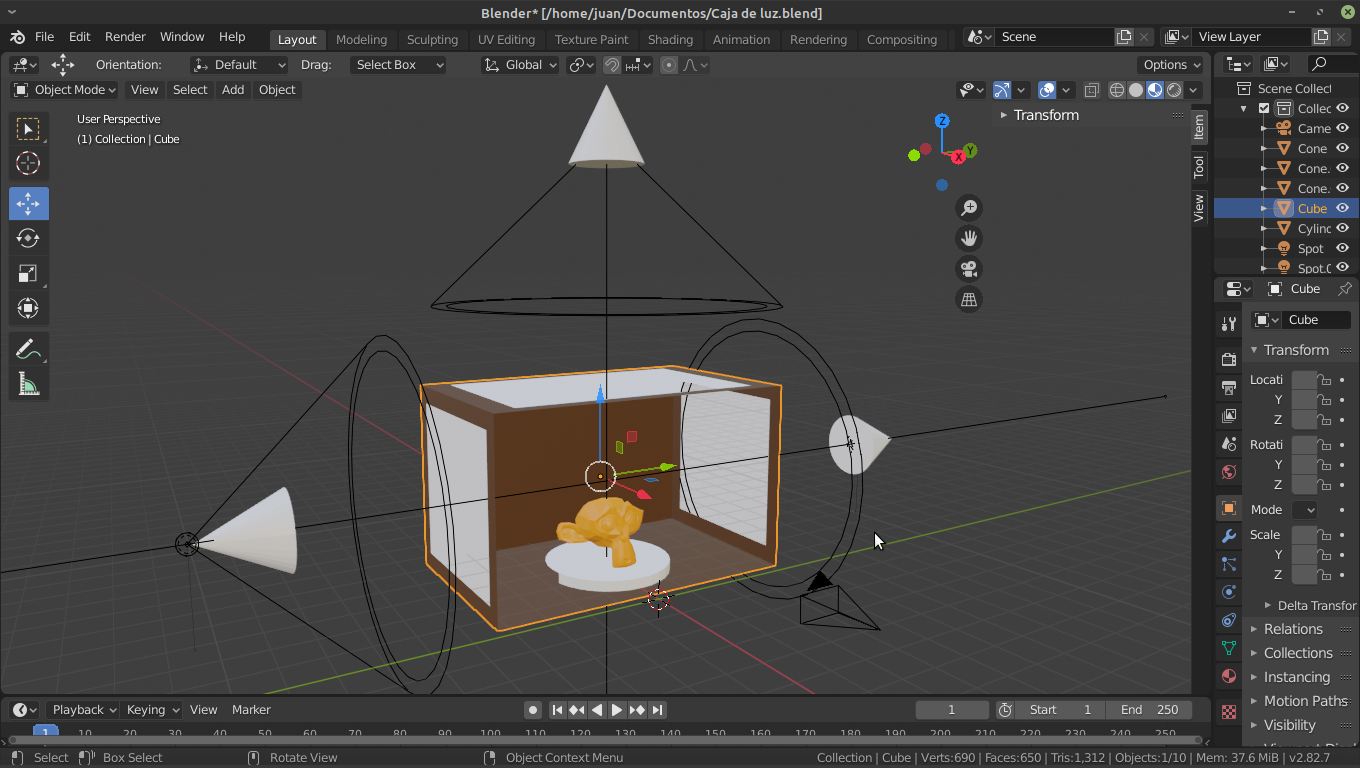 Blender* [/home/juan/Documentos/Caja de luz.blend]
File Edit Render Window Help Layout Modeling Sculpting UV Editing Texture Paint Shading Animation Rendering Compositing Scene View Layer
Orientation: Default Drag: Select Box Global Options
Object Mode View Select Add Object
User Perspective
(1) Collection | Cube
Transform
Item
Tool
View
Z
Y
X
Scene Collect
Collec
Came
Cone
Cone.
Cone.
Cube
Cylinc
Spot
Spot.0
Cube
Cube
Transform
Locati
Y
Z
Rotati
Y
Z
Mode
Scale
Y
Z
Delta Transfor
Relations
Collections
Instancing
Motion Paths
Visibility
Playback Keying View Marker 1 Start 1 End 250
1 10 20 30 40 50 60 70 80 90 100 110 120 130 140 150 160 170 180 190 200 210 220 230 240 250
Select Box Select Rotate View Object Context Menu Collection | Cube | Verts:690 | Faces:650 | Tris:1,312 | Objects:1/10 | Mem: 37.6 MiB | v2.82.7